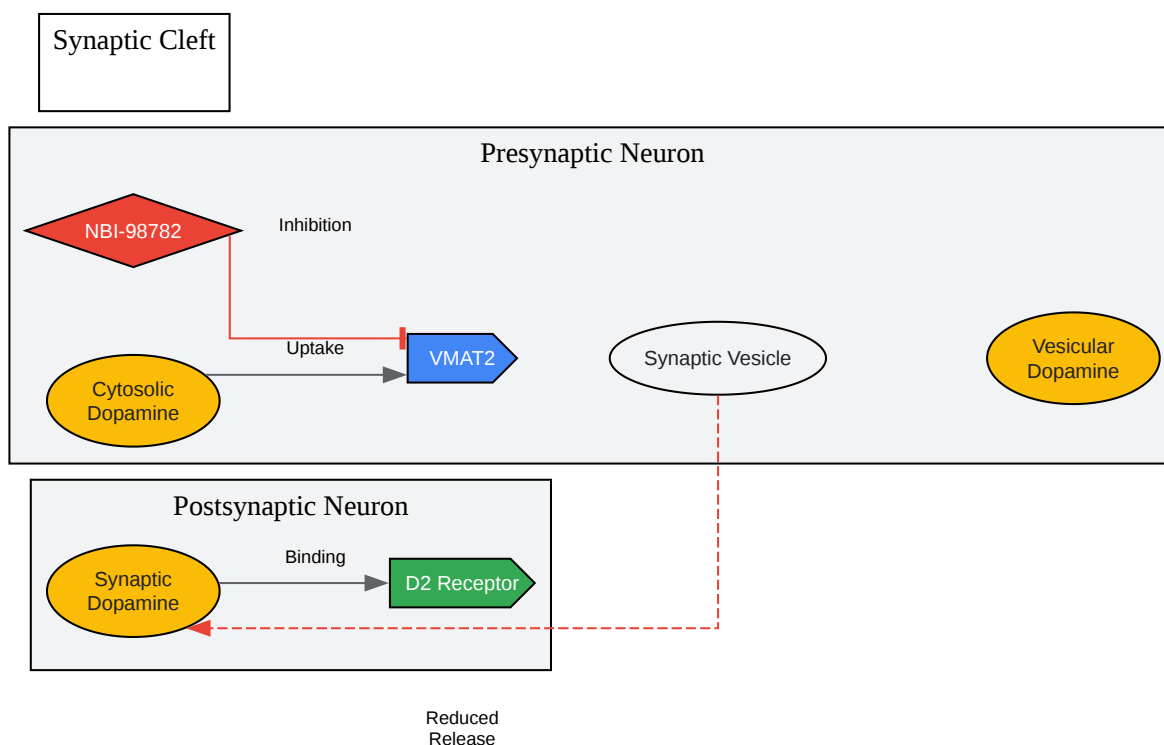 Synaptic Cleft
Presynaptic Neuron
NBI-98782
Inhibition
Uptake
VMAT2
Synaptic Vesicle
Vesicular
Dopamine
Cytosolic
Dopamine
Postsynaptic Neuron
Binding
Synaptic
Dopamine
D2 Receptor
Reduced
Release